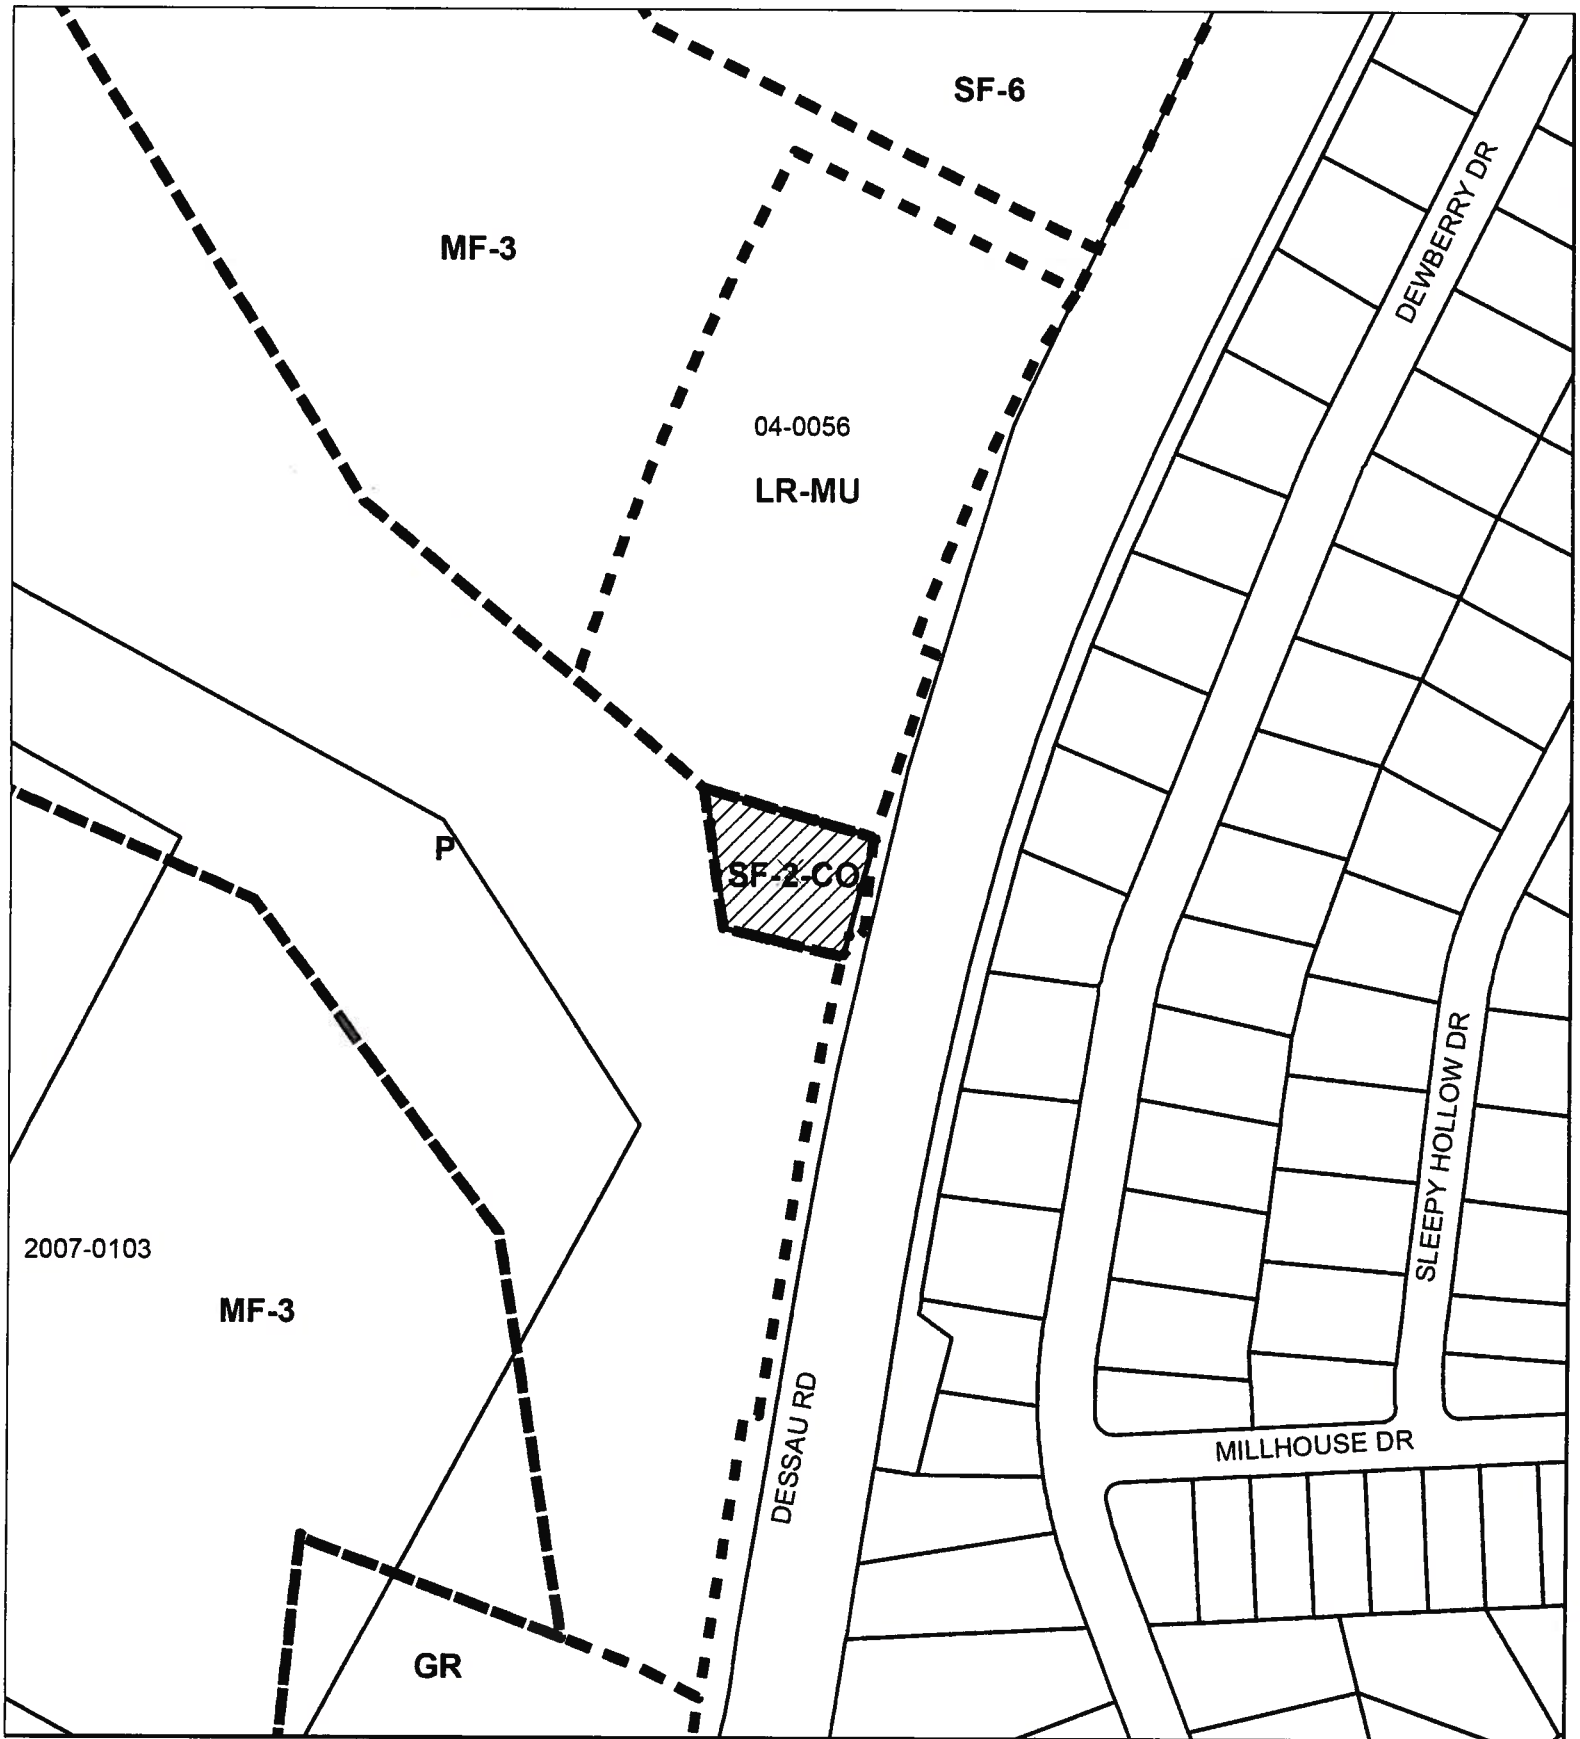 SF-6
DEWBERRY DR
MF-3
04-0056
LR-MU
P
SF-2-CO
SLEEPY HOLLOW DR
2007-0103
MF-3
DESSAU RD
MILLHOUSE DR
GR